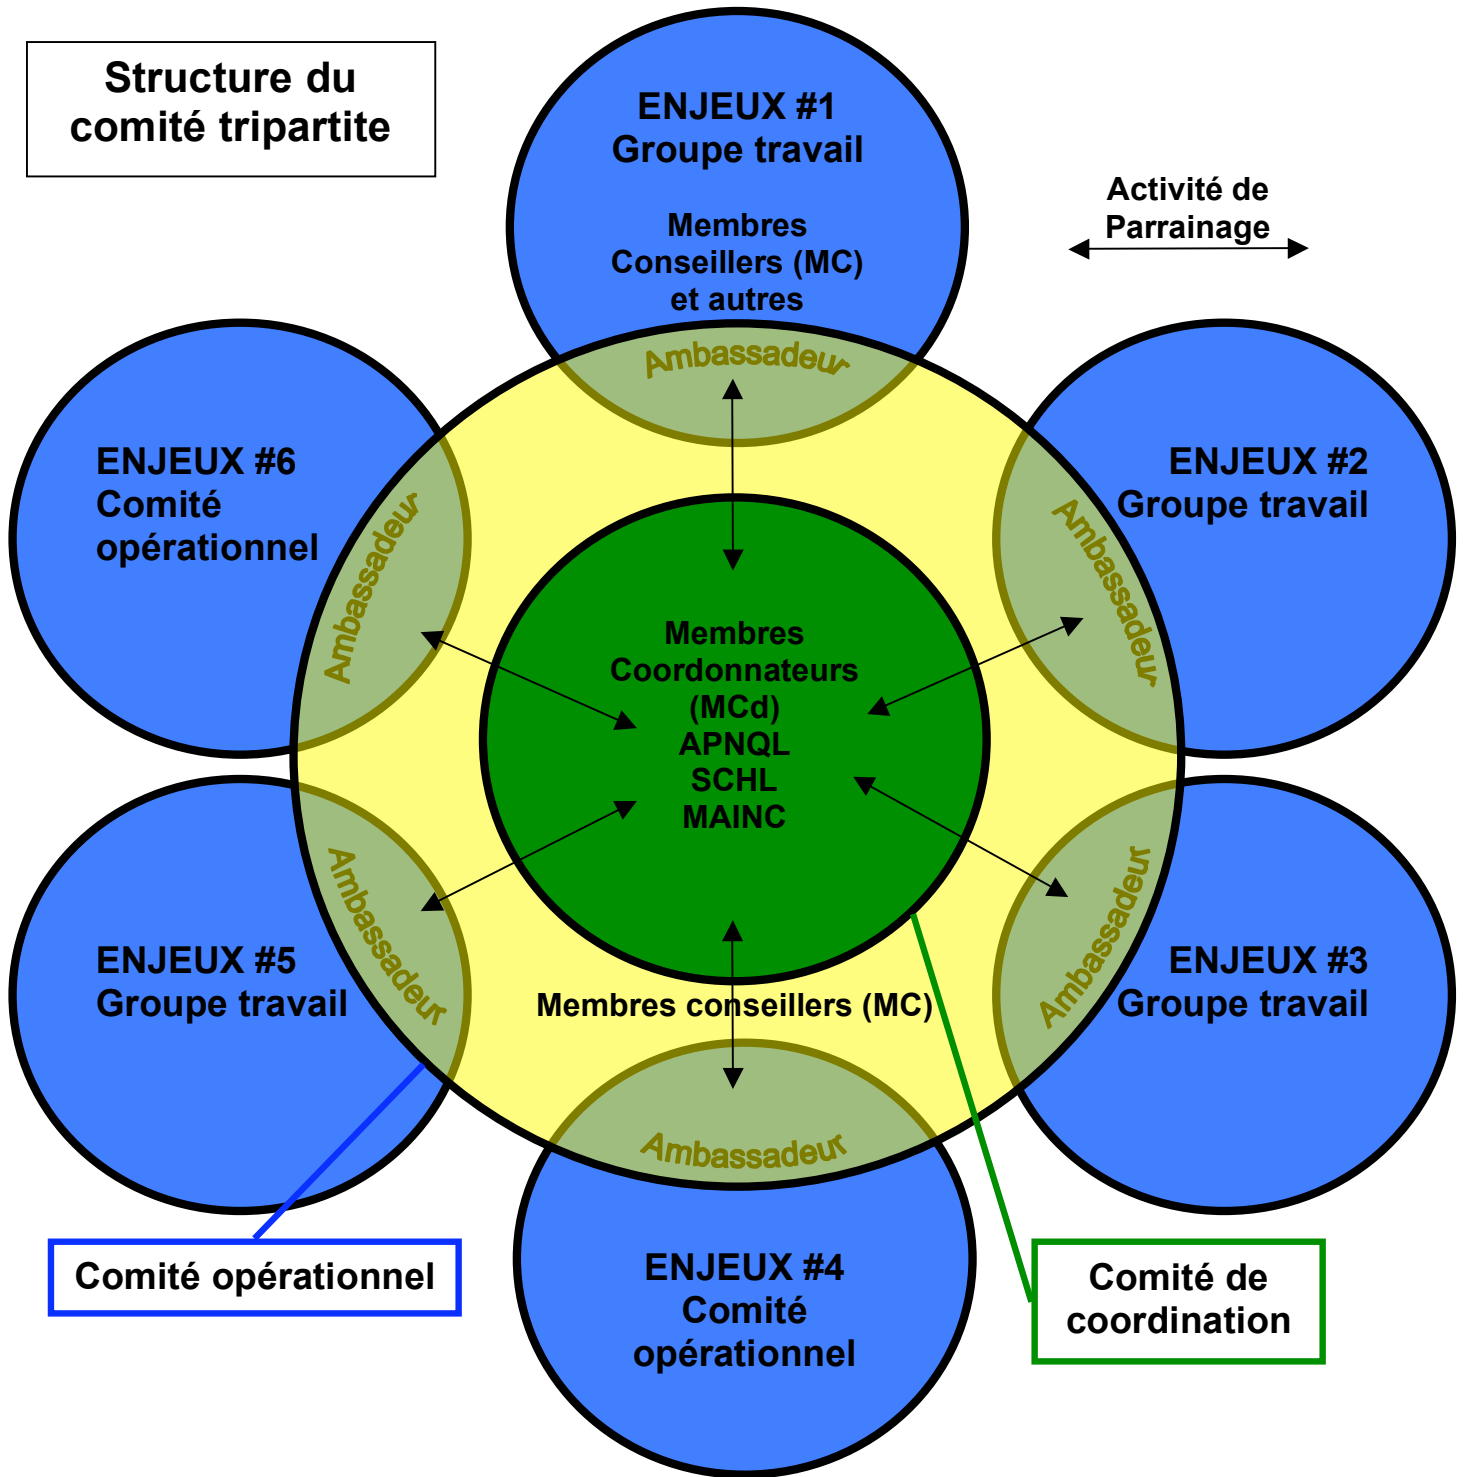 Structure du
comité tripartite
ENJEUX #1
Groupe travail
Membres
Conseillers (MC)
et autres
Activité de
Parrainage
Ambassadeur
ENJEUX #6
Comité
opérationnel
Ambassadeur
ENJEUX #2
Groupe travail
Ambassadeur
Membres
Coordonnateurs
(MCd)
APNQL
SCHL
MAINC
ENJEUX #5
Groupe travail
Ambassadeur
Membres conseillers (MC)
ENJEUX #3
Groupe travail
Ambassadeur
Ambassadeur
ENJEUX #4
Comité
opérationnel
Comité opérationnel
Comité de
coordination